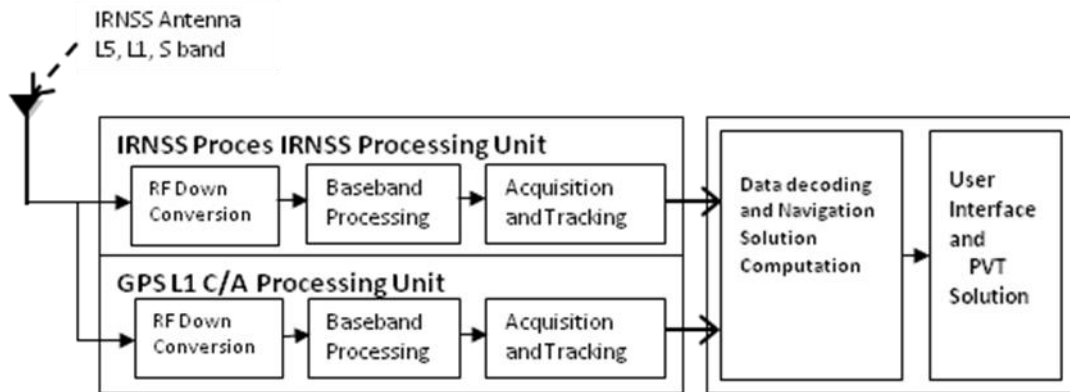 IRNSS Antenna
L5, L1, S band
IRNSS Proces IRNSS Processing Unit
RF Down
Conversion
Baseband
Processing
Acquisition
and Tracking
GPS L1 C/A Processing Unit
RF Down
Conversion
Baseband
Processing
Acquisition
and Tracking
Data decoding
and Navigation
Solution
Computation
User
Interface
and
PVT
Solution